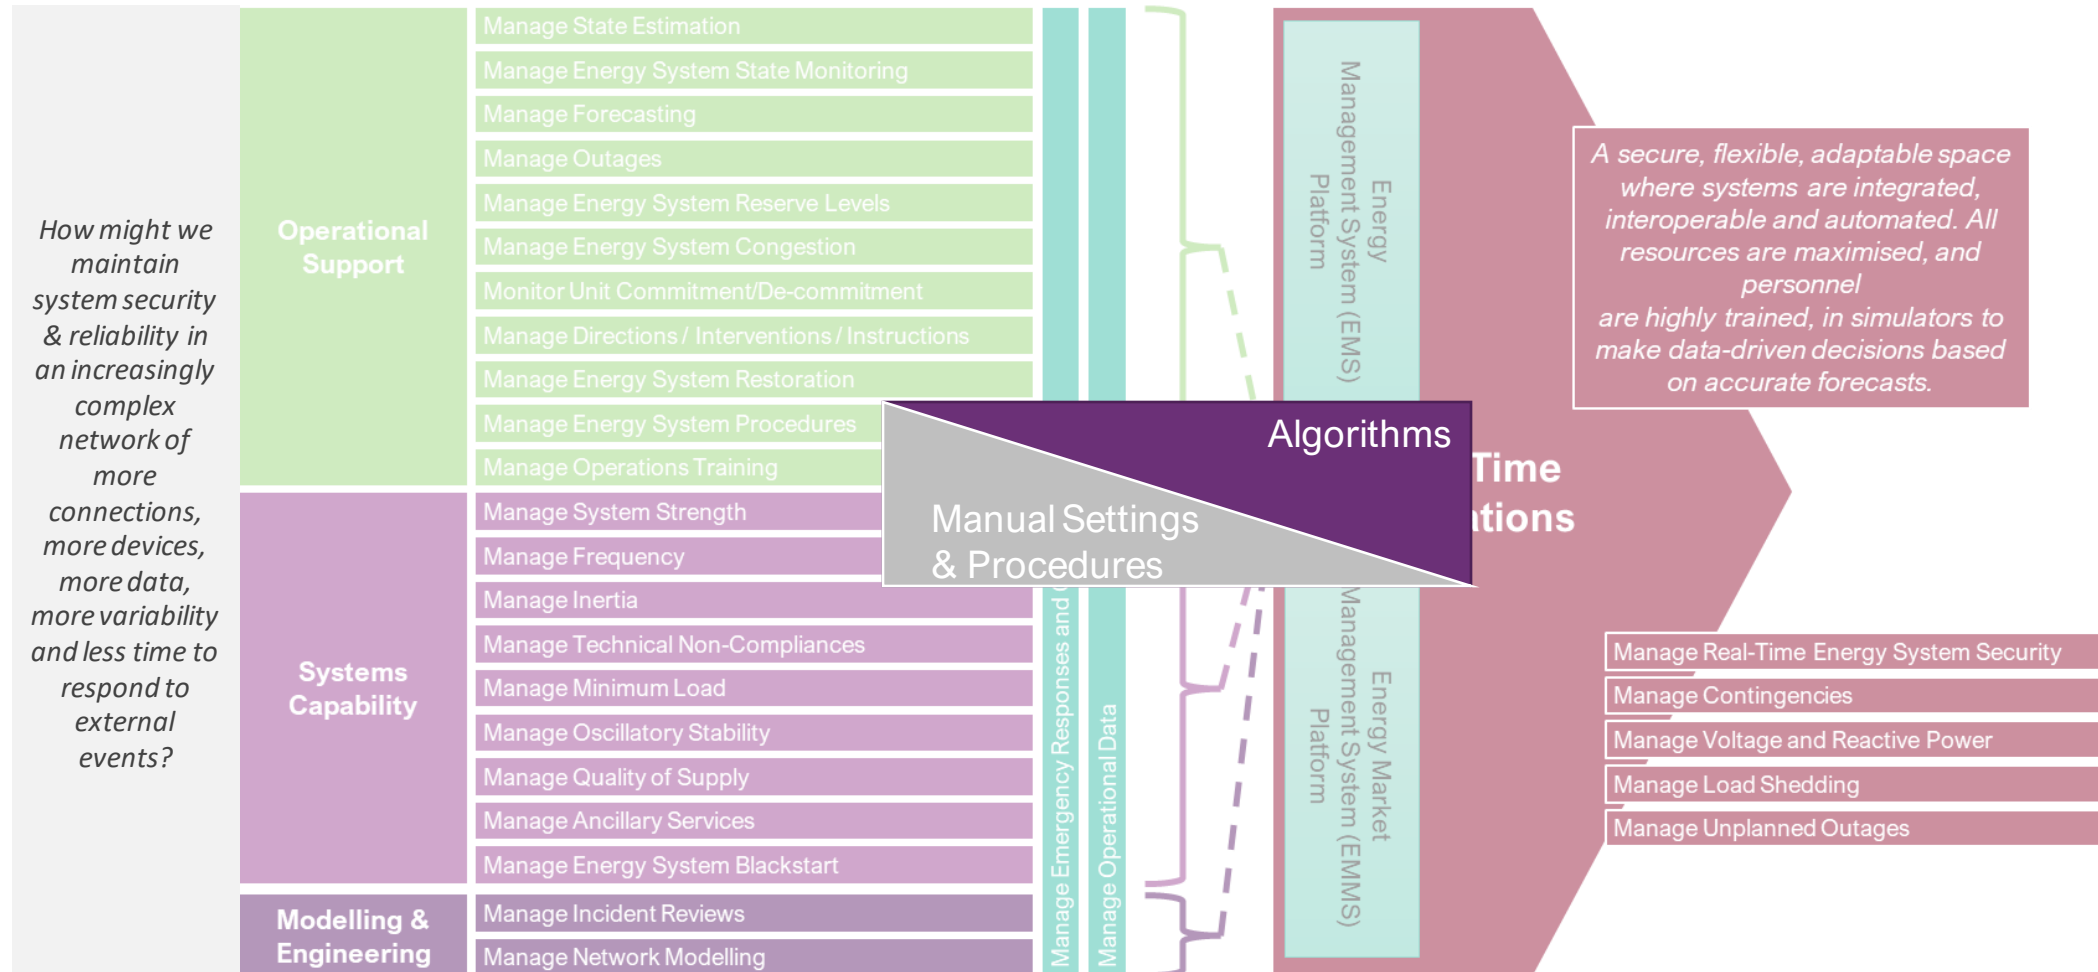 How might we
maintain
system security
& reliability in
an increasingly
complex
network of
more
connections,
more devices,
more data,
more variability
and less time to
respond to
external
events?
Operational
Support
Manage State Estimation
Manage Energy System State Monitoring
Manage Forecasting
Manage Outages
Manage Energy System Reserve Levels
Manage Energy System Congestion
Monitor Unit Commitment/De-commitment
Manage Directions / Interventions / Instructions
Manage Energy System Restoration
Manage Energy System Procedures
Manage Operations Training
Systems
Capability
Manage System Strength
Manage Frequency
Manage Inertia
Manage Technical Non-Compliances
Manage Minimum Load
Manage Oscillatory Stability
Manage Quality of Supply
Manage Ancillary Services
Manage Energy System Blackstart
Modelling &
Engineering
Manage Incident Reviews
Manage Network Modelling
Manage Emergency Responses and
Manage Operational Data
Algorithms
Manual Settings
& Procedures
Energy
Management System (EMS)
Platform
Energy Market
Management System (EMMS)
Platform
Time
ations
A secure, flexible, adaptable space
where systems are integrated,
interoperable and automated. All
resources are maximised, and
personnel
are highly trained, in simulators to
make data-driven decisions based
on accurate forecasts.
Manage Real-Time Energy System Security
Manage Contingencies
Manage Voltage and Reactive Power
Manage Load Shedding
Manage Unplanned Outages